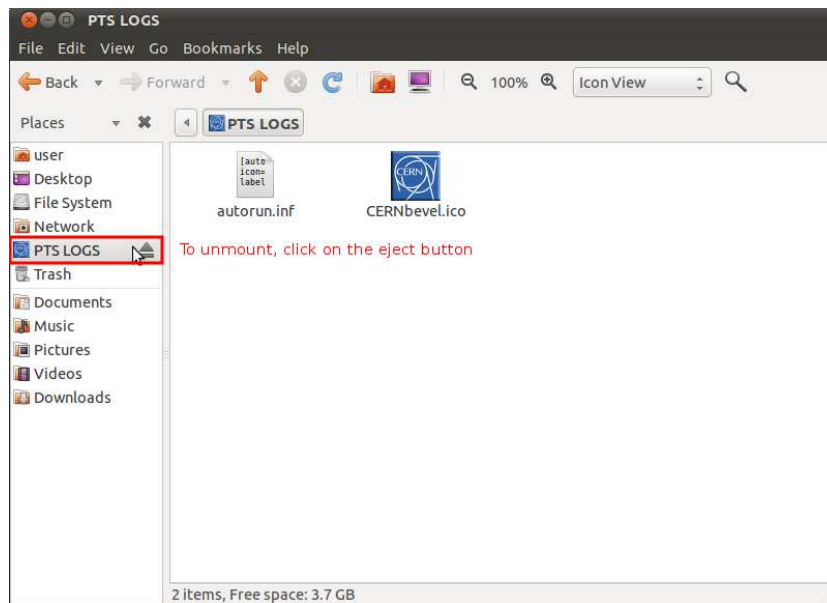 PTS LOGS
File Edit View Go Bookmarks Help
Back Forward 100% Icon View
Places PTS LOGS
user
Desktop
File System
Network
PTS LOGS
Trash
Documents
Music
Pictures
Videos
Downloads
[auto
icon=
label
autorun.inf
CERN
CERNbevel.ico
To unmount, click on the eject button
2 items, Free space: 3.7 GB